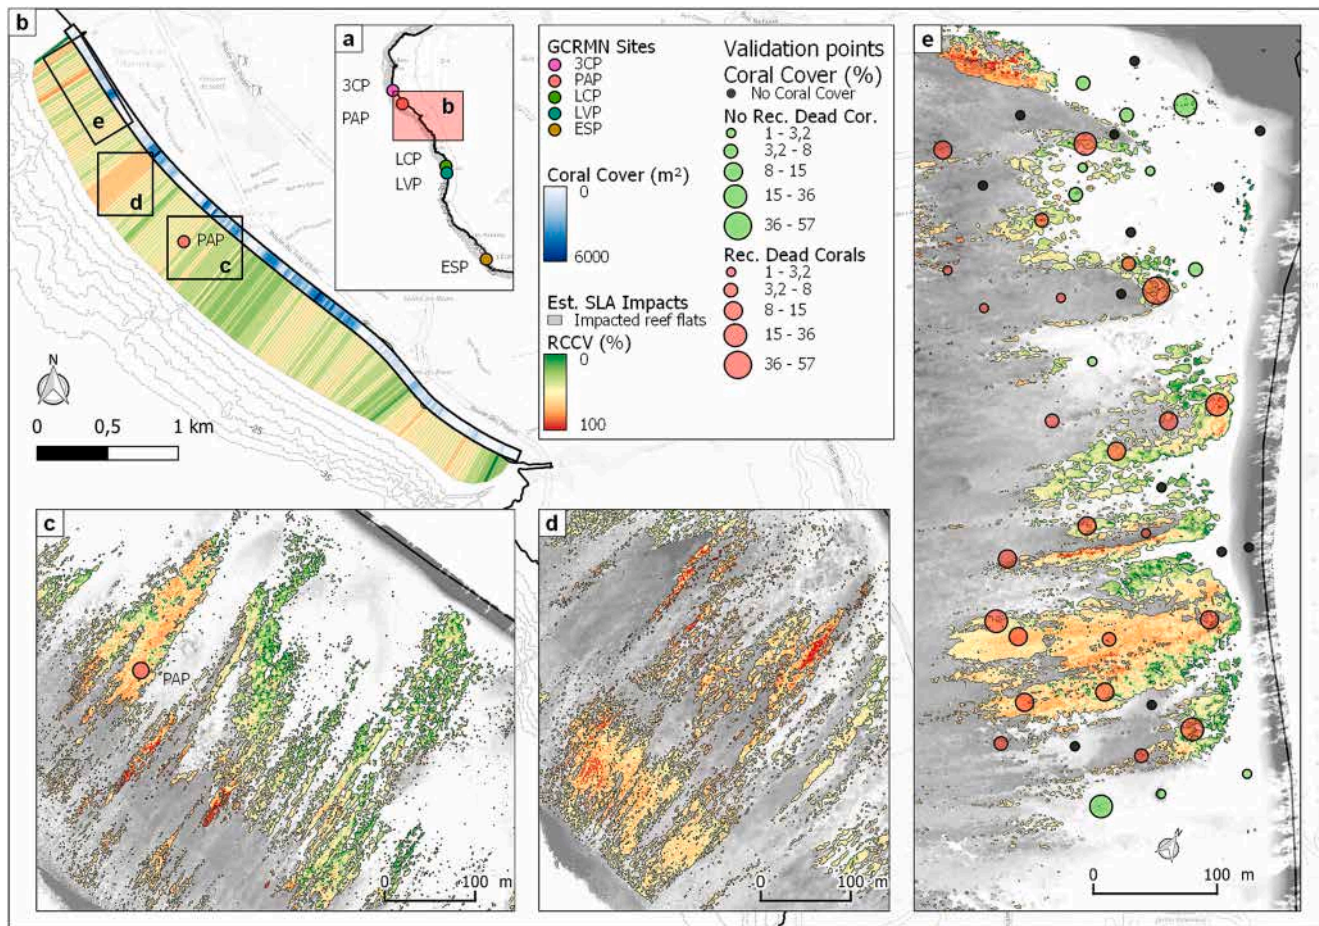 b
e
d
PAP
c
N
0 0,5 1 km
a
3CP
PAP
b
LCP
LVP
ESP
GCRMN Sites
3CP
PAP
LCP
LVP
ESP
Coral Cover (m²)
0
6000
Est. SLA Impacts
Impacted reef flats
RCCV (%)
0
100
Validation points
Coral Cover (%)
No Coral Cover
No Rec. Dead Cor.
1 - 3,2
3,2 - 8
8 - 15
15 - 36
36 - 57
Rec. Dead Corals
1 - 3,2
3,2 - 8
8 - 15
15 - 36
36 - 57
c
PAP
0 100 m
d
0 100 m
e
N
0 100 m